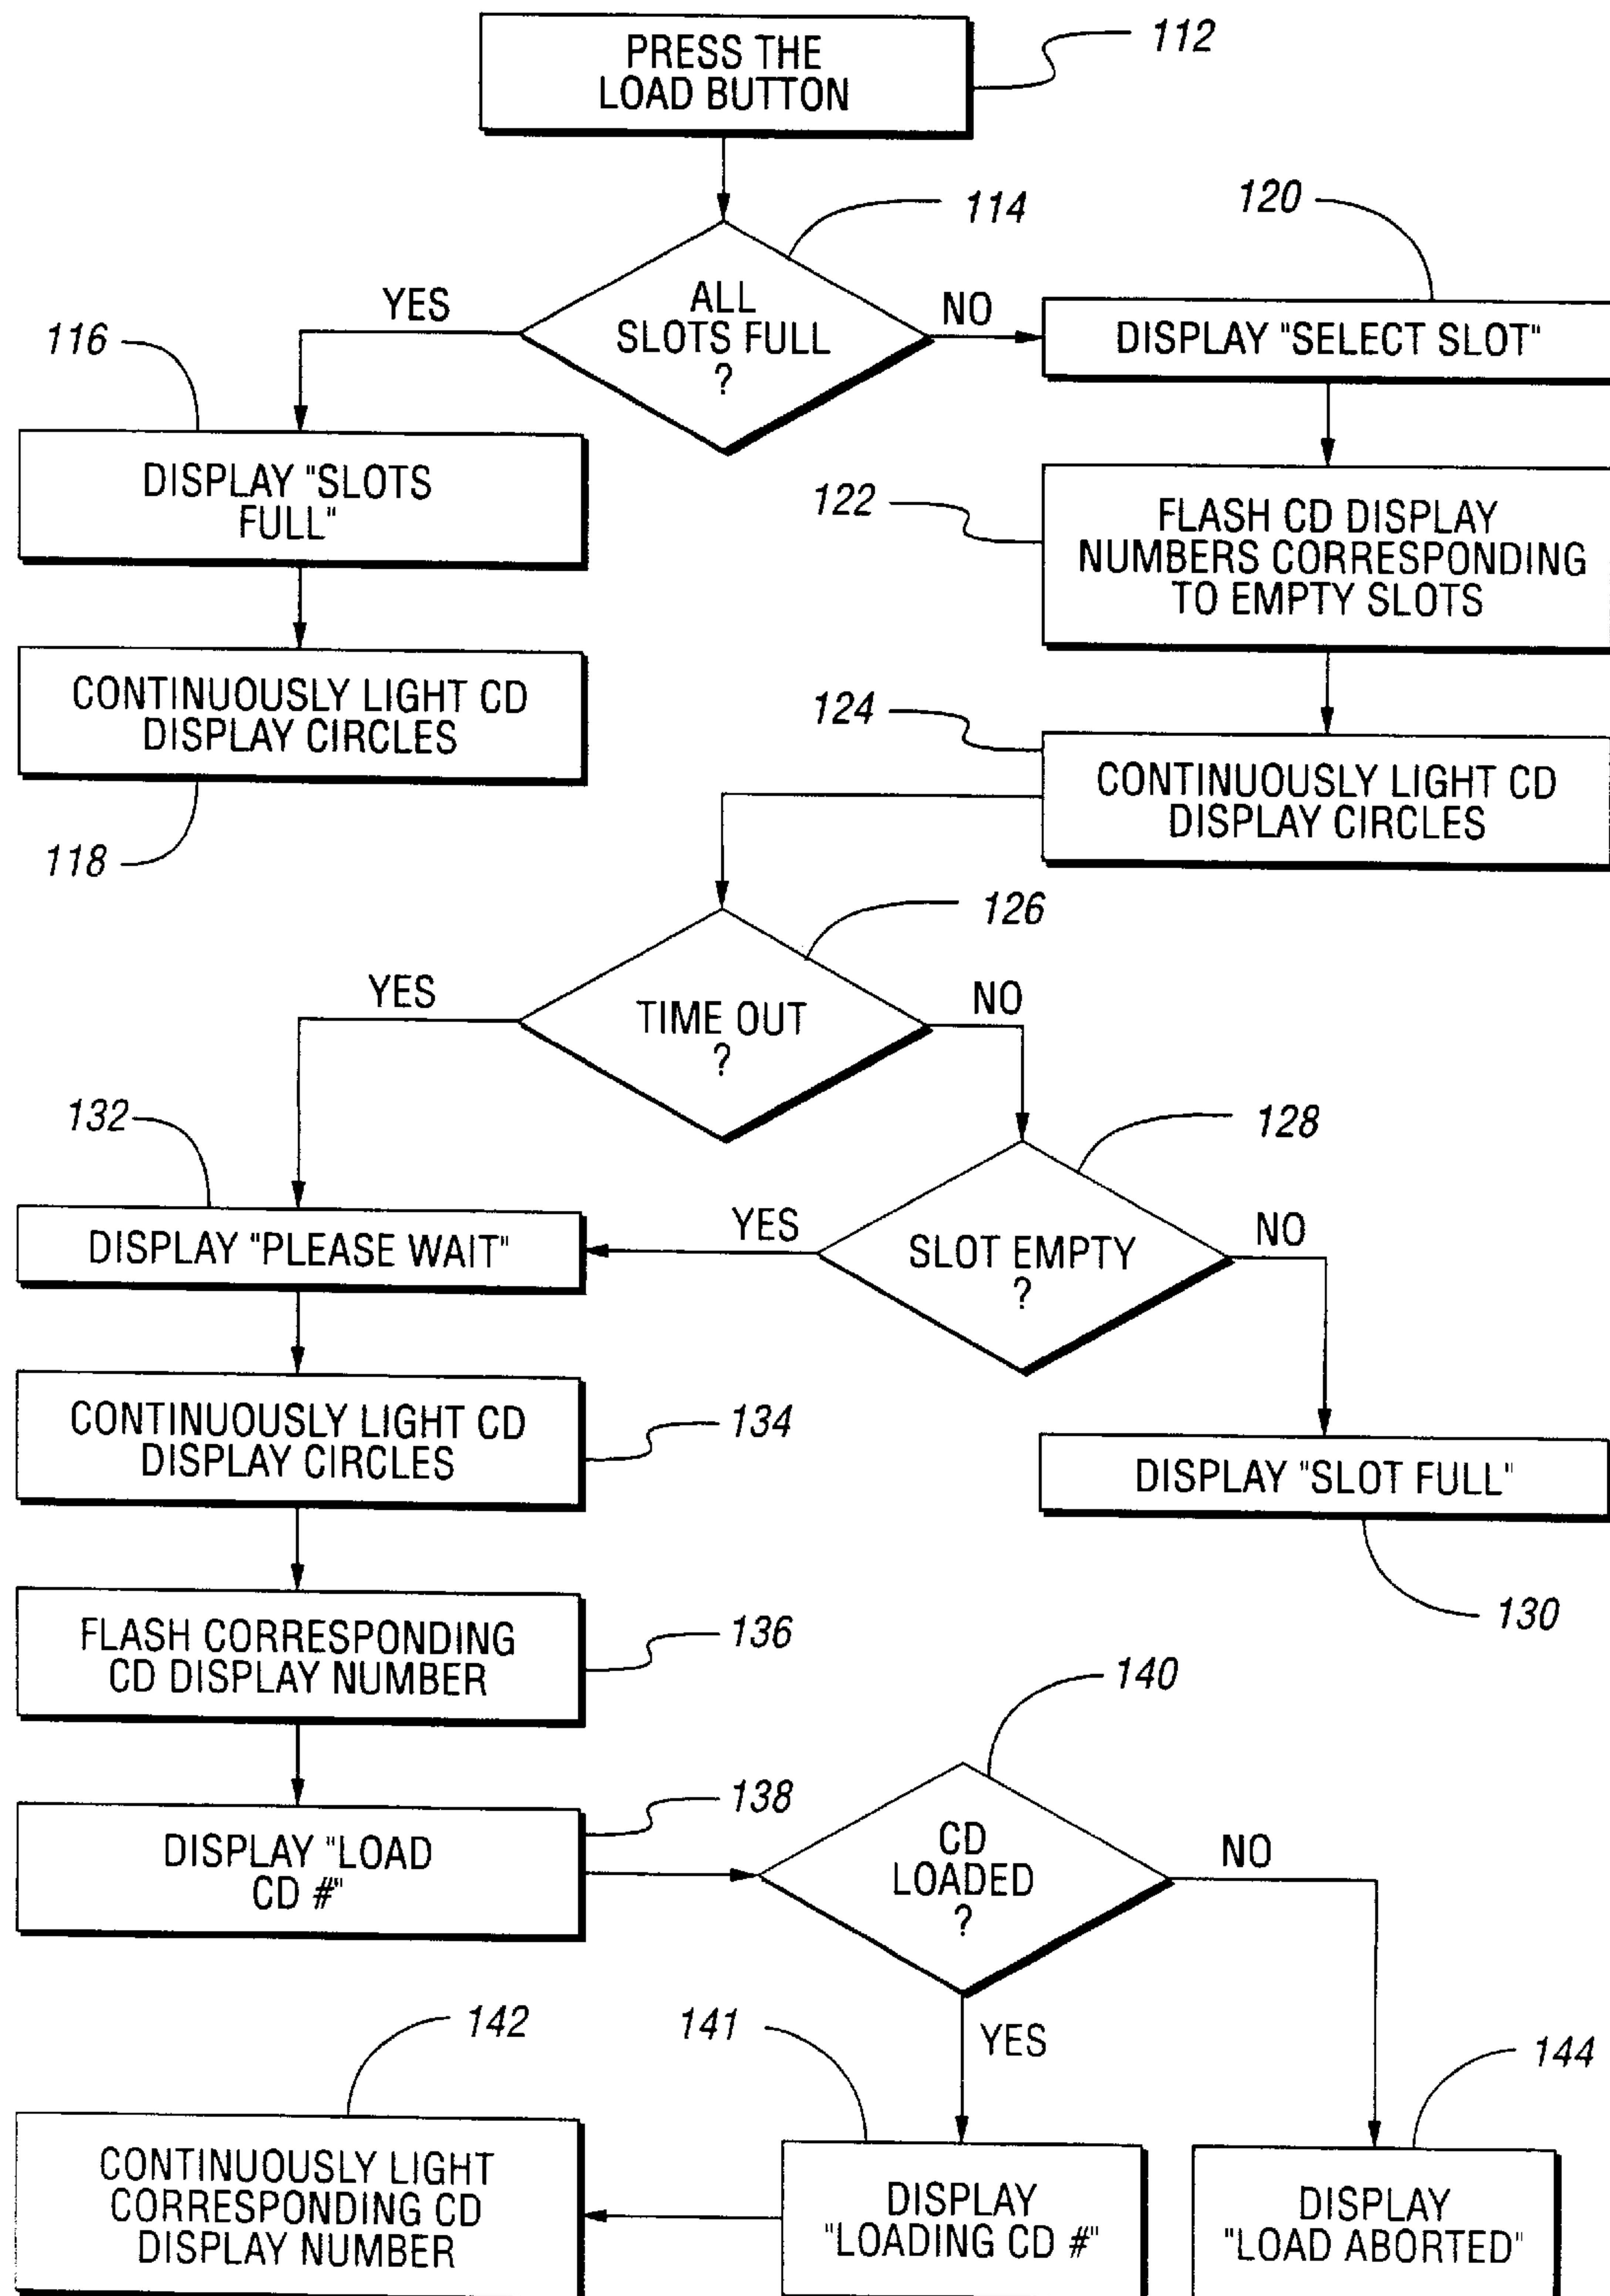 PRESS THE
LOAD BUTTON
112
114
ALL
SLOTS FULL
?
YES
NO
120
DISPLAY "SELECT SLOT"
116
DISPLAY "SLOTS
FULL"
122
FLASH CD DISPLAY
NUMBERS CORRESPONDING
TO EMPTY SLOTS
CONTINUOUSLY LIGHT CD
DISPLAY CIRCLES
118
124
CONTINUOUSLY LIGHT CD
DISPLAY CIRCLES
126
TIME OUT
?
YES
NO
128
SLOT EMPTY
?
YES
NO
132
DISPLAY "PLEASE WAIT"
CONTINUOUSLY LIGHT CD
DISPLAY CIRCLES
134
DISPLAY "SLOT FULL"
130
FLASH CORRESPONDING
CD DISPLAY NUMBER
136
DISPLAY "LOAD
CD #"
138
140
CD
LOADED
?
NO
YES
142
141
144
CONTINUOUSLY LIGHT
CORRESPONDING CD
DISPLAY NUMBER
DISPLAY
"LOADING CD #"
DISPLAY
"LOAD ABORTED"